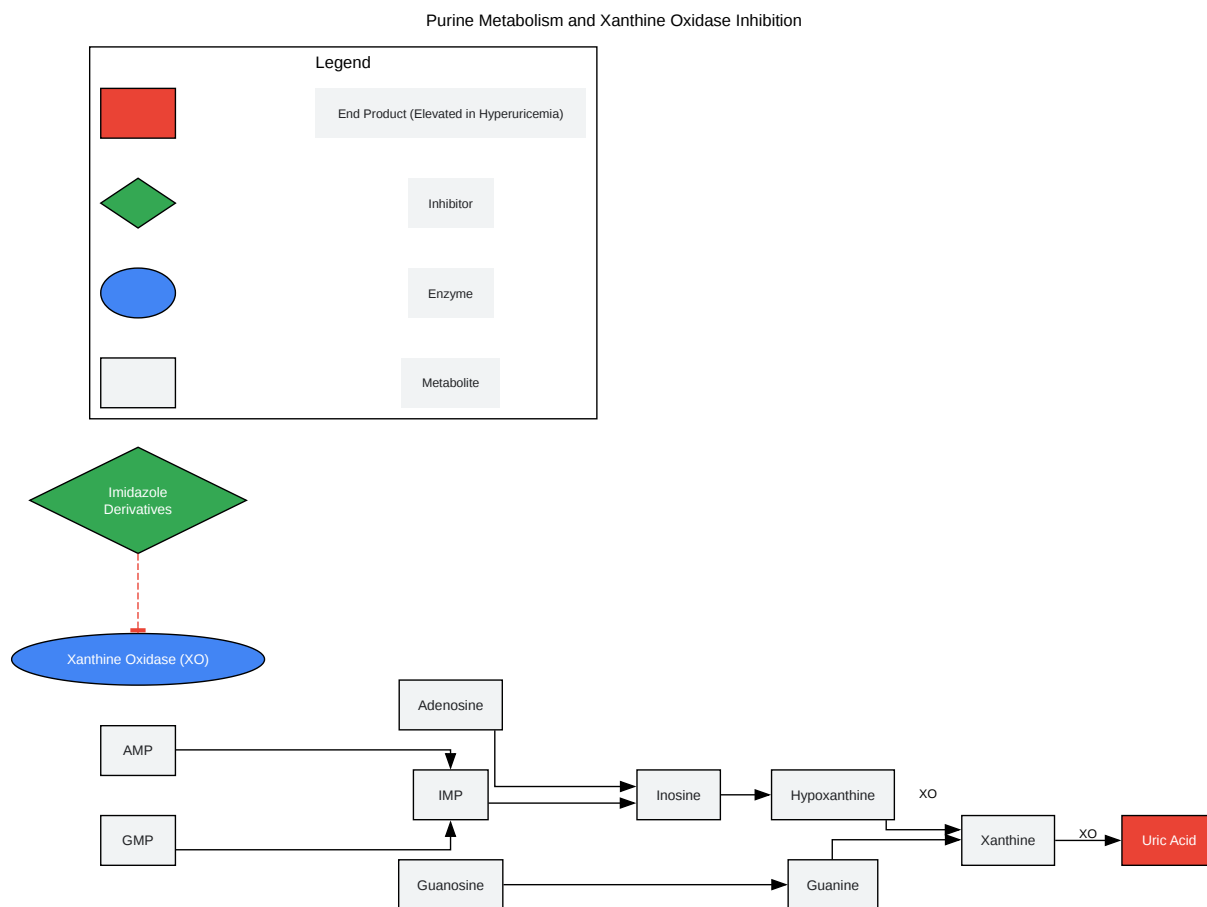 Purine Metabolism and Xanthine Oxidase Inhibition
Legend
End Product (Elevated in Hyperuricemia)
Inhibitor
Enzyme
Metabolite
Imidazole
Derivatives
Xanthine Oxidase (XO)
Adenosine
AMP
IMP
Inosine
Hypoxanthine
XO
GMP
Xanthine
XO
Uric Acid
Guanosine
Guanine